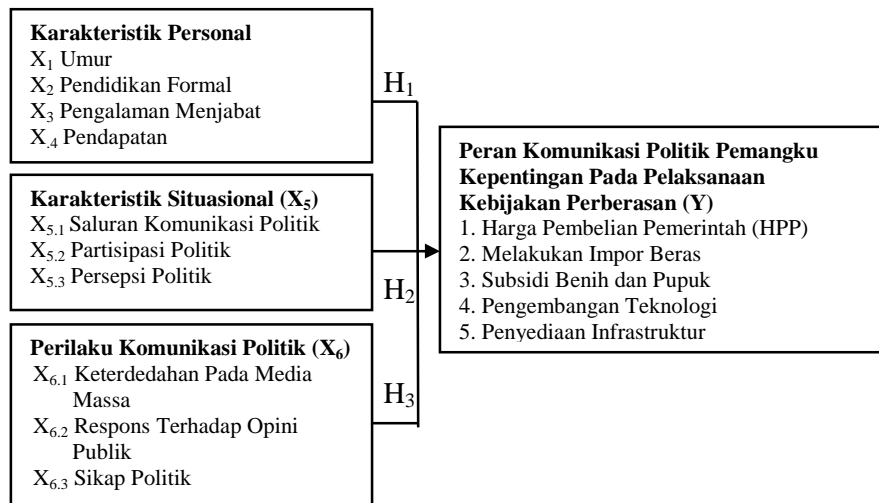 Karakteristik Personal
X₁ Umur
X₂ Pendidikan Formal
X₃ Pengalaman Menjabat
X.₄ Pendapatan
H₁
Karakteristik Situasional (X₅)
X₅.₁ Saluran Komunikasi Politik
X₅.₂ Partisipasi Politik
X₅.₃ Persepsi Politik
H₂
Perilaku Komunikasi Politik (X₆)
X₆.₁ Keterdedahan Pada Media
Massa
X₆.₂ Respons Terhadap Opini
Publik
X₆.₃ Sikap Politik
H₃
Peran Komunikasi Politik Pemangku
Kepentingan Pada Pelaksanaan
Kebijakan Perberasan (Y)
1. Harga Pembelian Pemerintah (HPP)
2. Melakukan Impor Beras
3. Subsidi Benih dan Pupuk
4. Pengembangan Teknologi
5. Penyediaan Infrastruktur